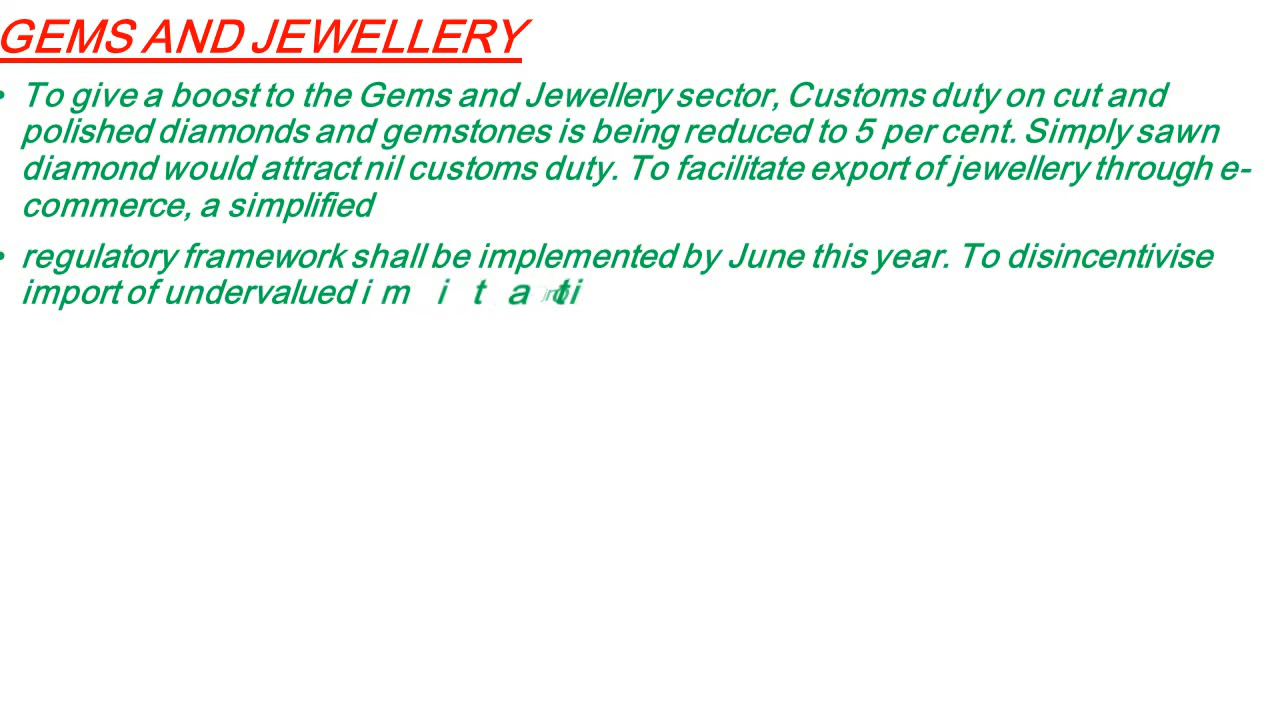 GEMS AND JEWELLERY
• To give a boost to the Gems and Jewellery sector, Customs duty on cut and
polished diamonds and gemstones is being reduced to 5 per cent. Simply sawn
diamond would attract nil customs duty. To facilitate export of jewellery through e-
commerce, a simplified
• regulatory framework shall be implemented by June this year. To disincentivise
import of undervalued